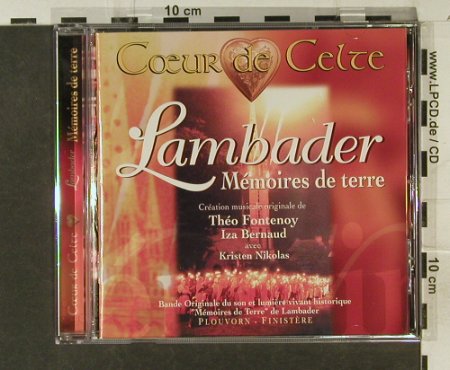 10 cm
Cœur de Celte
Lambader
Mémoires de terre
Création musicale originale de
Théo Fontenoy
Iza Bernaud
avec
Kristen Nikolas
Bande Originale du son et lumière vivant historique
"Mémoires de Terre" de Lambader
PLOUVORN - FINISTÈRE
Cœur de Celte Lambader Mémoires de terre
www.LPCD.de / CD
10 cm